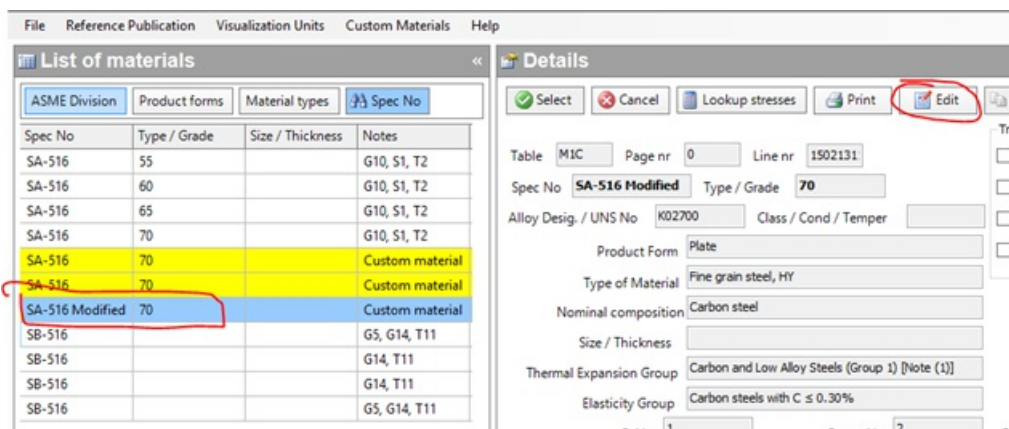 File Reference Publication Visualization Units Custom Materials Help
List of materials «
ASME Division Product forms Material types Spec No
Spec No Type / Grade Size / Thickness Notes
SA-516 55 G10, S1, T2
SA-516 60 G10, S1, T2
SA-516 65 G10, S1, T2
SA-516 70 G10, S1, T2
SA-516 70 Custom material
SA-516 70 Custom material
SA-516 Modified 70 Custom material
SB-516 G5, G14, T11
SB-516 G14, T11
SB-516 G14, T11
SB-516 G5, G14, T11
Details
Select Cancel Lookup stresses Print Edit
Table M1C Page nr 0 Line nr 1502131
Spec No SA-516 Modified Type / Grade 70
Alloy Desig. / UNS No K02700 Class / Cond / Temper
Product Form Plate
Type of Material Fine grain steel, HY
Nominal composition Carbon steel
Size / Thickness
Thermal Expansion Group Carbon and Low Alloy Steels (Group 1) [Note (1)]
Elasticity Group Carbon steels with C ≤ 0.30%